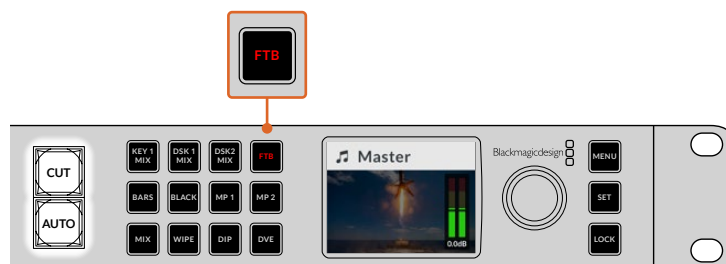 FTB
KEY 1 MIX
DSK 1 MIX
DSK2 MIX
FTB
♫ Master
Blackmagicdesign
MENU
CUT
BARS
BLACK
MP 1
MP 2
SET
AUTO
MIX
WIPE
DIP
DVE
0.0dB
LOCK